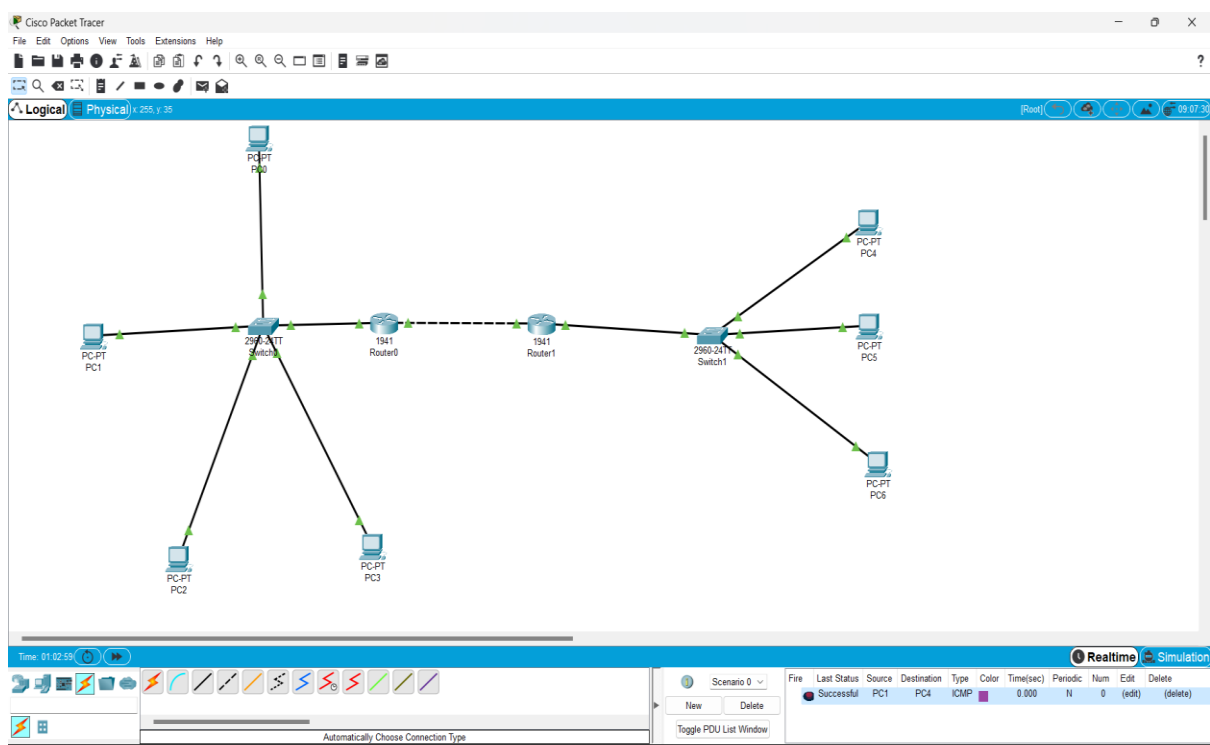 Cisco Packet Tracer
File Edit Options View Tools Extensions Help
?
Logical Physical x: 255, y: 35 [Root] 09:07:30
PC-PT
PC0
PC-PT
PC4
PC-PT
PC1
2960-24TT
Switch0
1941
Router0
1941
Router1
2960-24TT
Switch1
PC-PT
PC5
PC-PT
PC6
PC-PT
PC2
PC-PT
PC3
Time: 01:02:59 Realtime Simulation
Scenario 0
New Delete
Toggle PDU List Window
Fire Last Status Source Destination Type Color Time(sec) Periodic Num Edit Delete
Successful PC1 PC4 ICMP 0.000 N 0 (edit) (delete)
Automatically Choose Connection Type